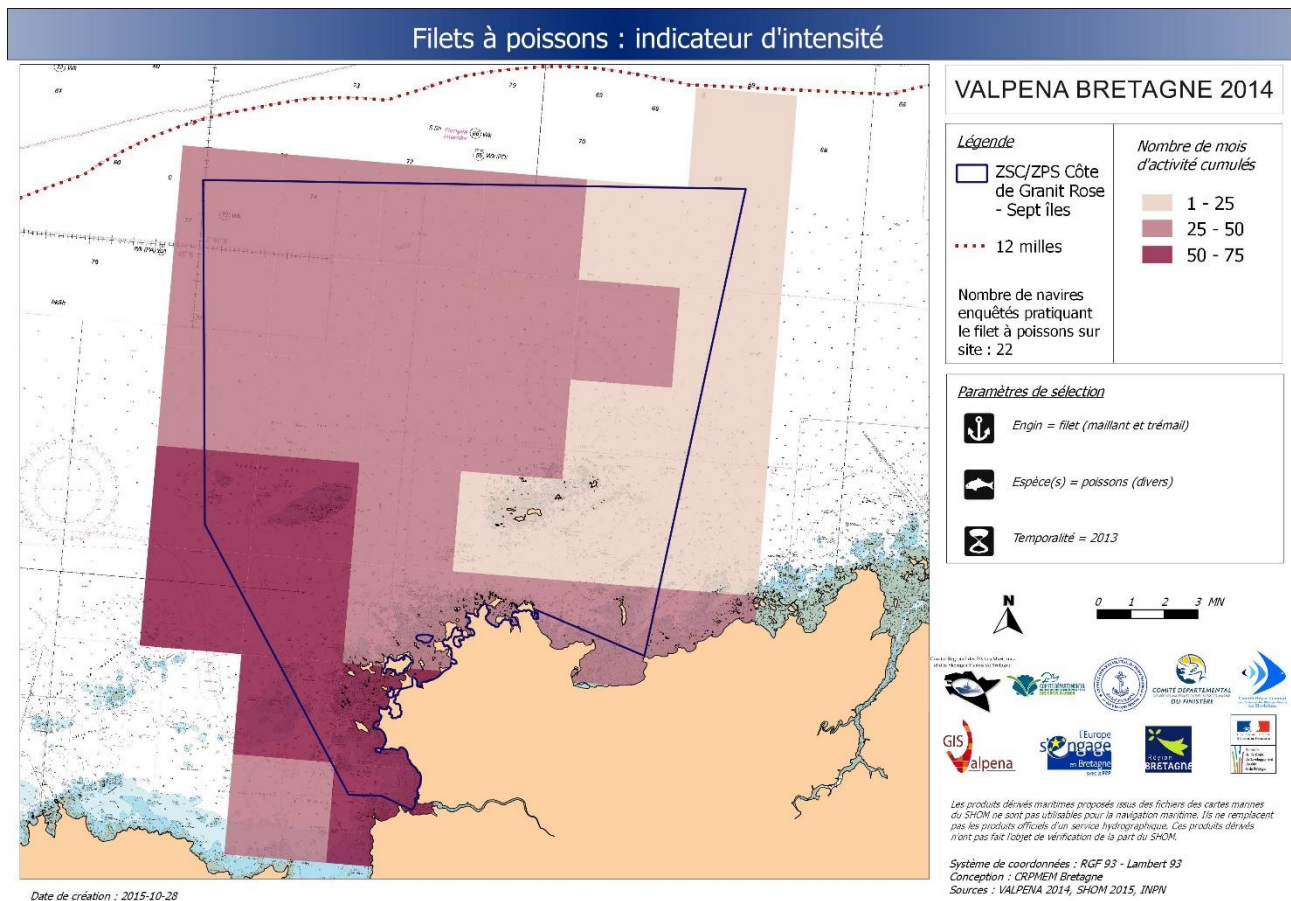 Filets à poissons : indicateur d'intensité
VALPENA BRETAGNE 2014
Légende
ZSC/ZPS Côte
de Granit Rose
- Sept îles
12 milles
Nombre de navires
enquêtés pratiquant
le filet à poissons sur
site : 22
Nombre de mois
d'activité cumulés
1 - 25
25 - 50
50 - 75
Paramètres de sélection
Engin = filet (maillant et trémail)
Espèce(s) = poissons (divers)
Temporalité = 2013
N
0 1 2 3 MN
COMITÉ DÉPARTEMENTAL
DU FINISTÈRE
GIS
Valpena
l'Europe
s'engage
en Bretagne
Région
BRETAGNE
Les produits dérivés maritimes proposés issus des fichiers des cartes marines
du SHOM ne sont pas utilisables pour la navigation maritime. Ils ne remplacent
pas les produits officiels d'un service hydrographique. Ces produits dérivés
n'ont pas fait l'objet de vérification de la part du SHOM.
Système de coordonnées : RGF 93 - Lambert 93
Conception : CRPMEM Bretagne
Sources : VALPENA 2014, SHOM 2015, INPN
Date de création : 2015-10-28